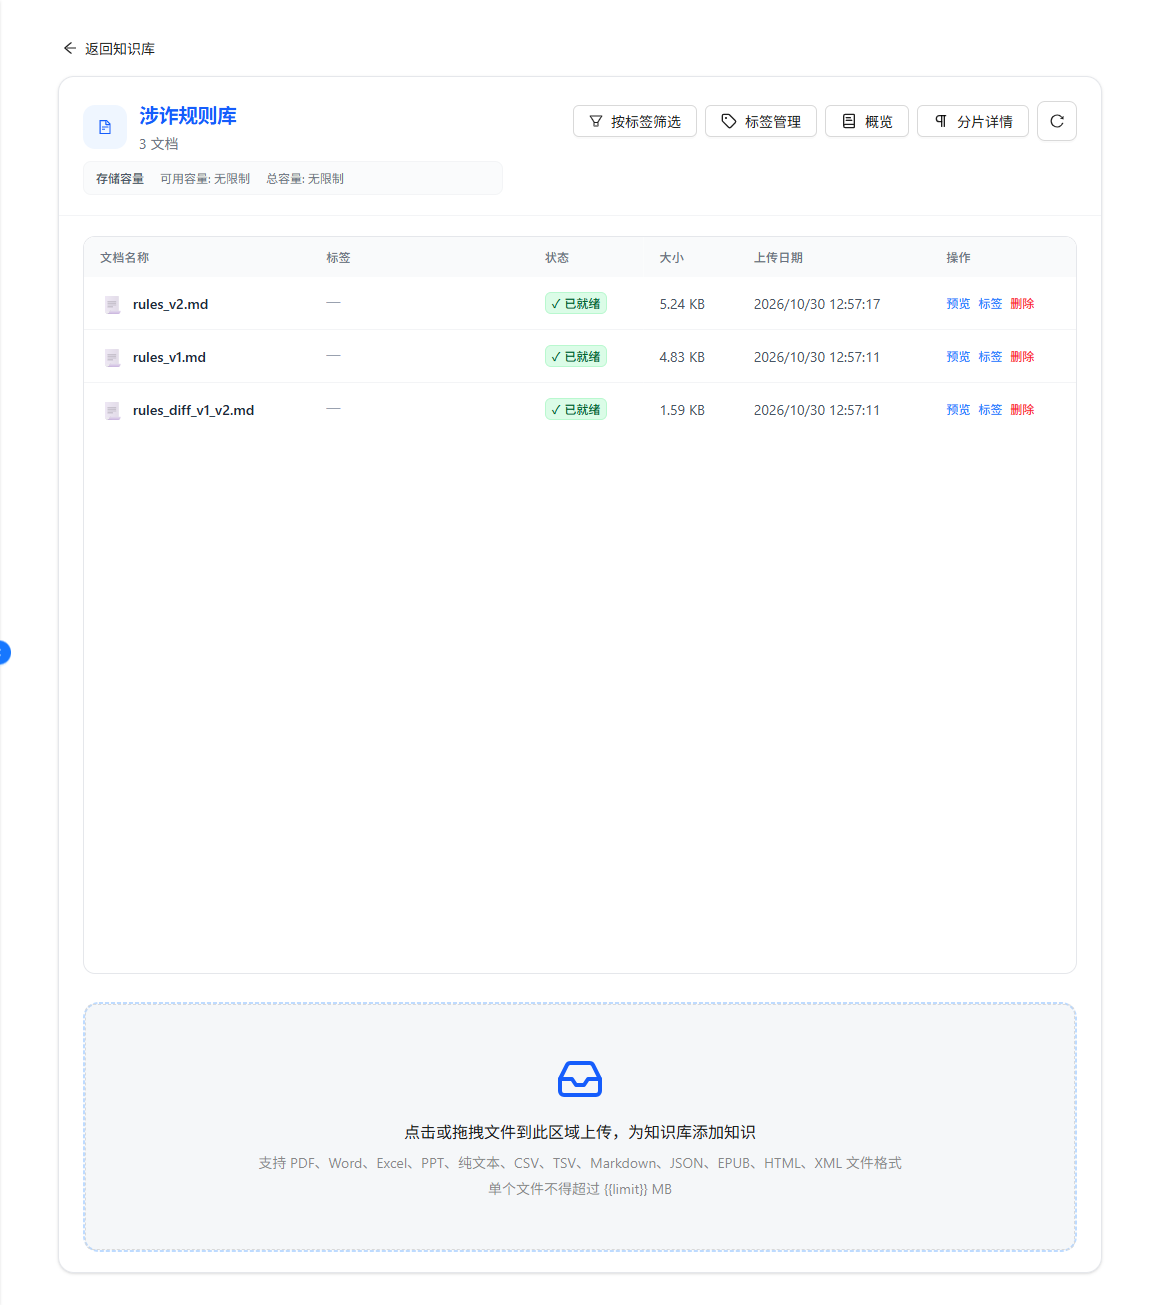 返回知识库
涉诈规则库
3 文档
按标签筛选
标签管理
概览
分片详情
存储容量 可用容量: 无限制 总容量: 无限制
文档名称 标签 状态 大小 上传日期 操作
rules_v2.md — ✓ 已就绪 5.24 KB 2026/10/30 12:57:17 预览 标签 删除
rules_v1.md — ✓ 已就绪 4.83 KB 2026/10/30 12:57:11 预览 标签 删除
rules_diff_v1_v2.md — ✓ 已就绪 1.59 KB 2026/10/30 12:57:11 预览 标签 删除
点击或拖拽文件到此区域上传，为知识库添加知识
支持 PDF、Word、Excel、PPT、纯文本、CSV、TSV、Markdown、JSON、EPUB、HTML、XML 文件格式
单个文件不得超过 {{limit}} MB